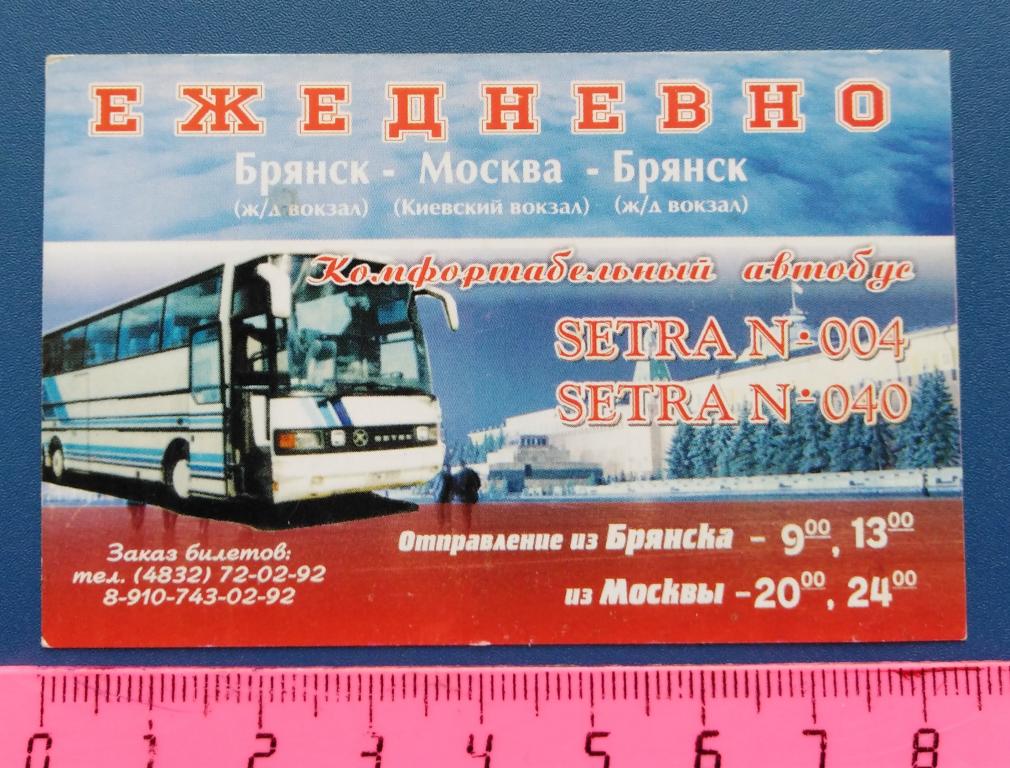 ЕЖЕДНЕВНО
Брянск - Москва - Брянск
(ж/д вокзал) (Киевский вокзал) (ж/д вокзал)
Комфортабельный автобус
SETRA N· 004
SETRA N· 040
SETRA
Отправление из Брянска - 9⁰⁰, 13⁰⁰
из Москвы - 20⁰⁰, 24⁰⁰
Заказ билетов:
тел. (4832) 72-02-92
8-910-743-02-92
0 1 2 3 4 5 6 7 8